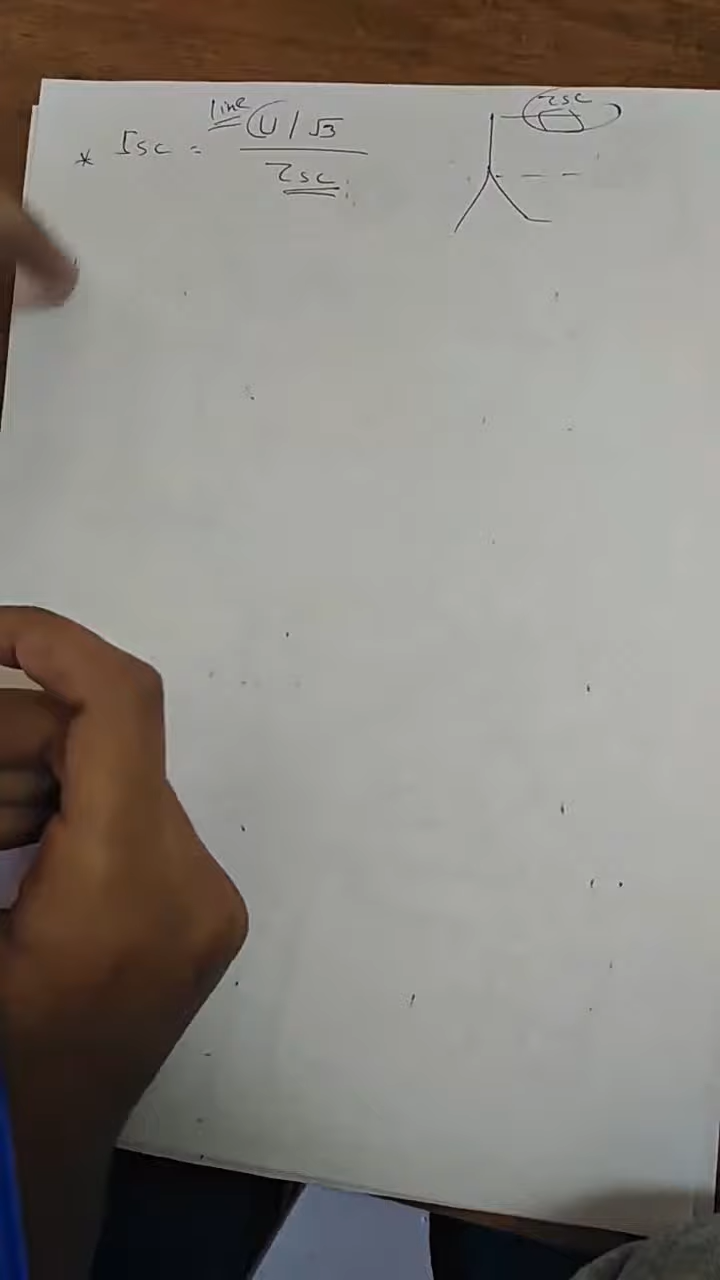 line
* Isc = U / √3
Zsc
Zsc